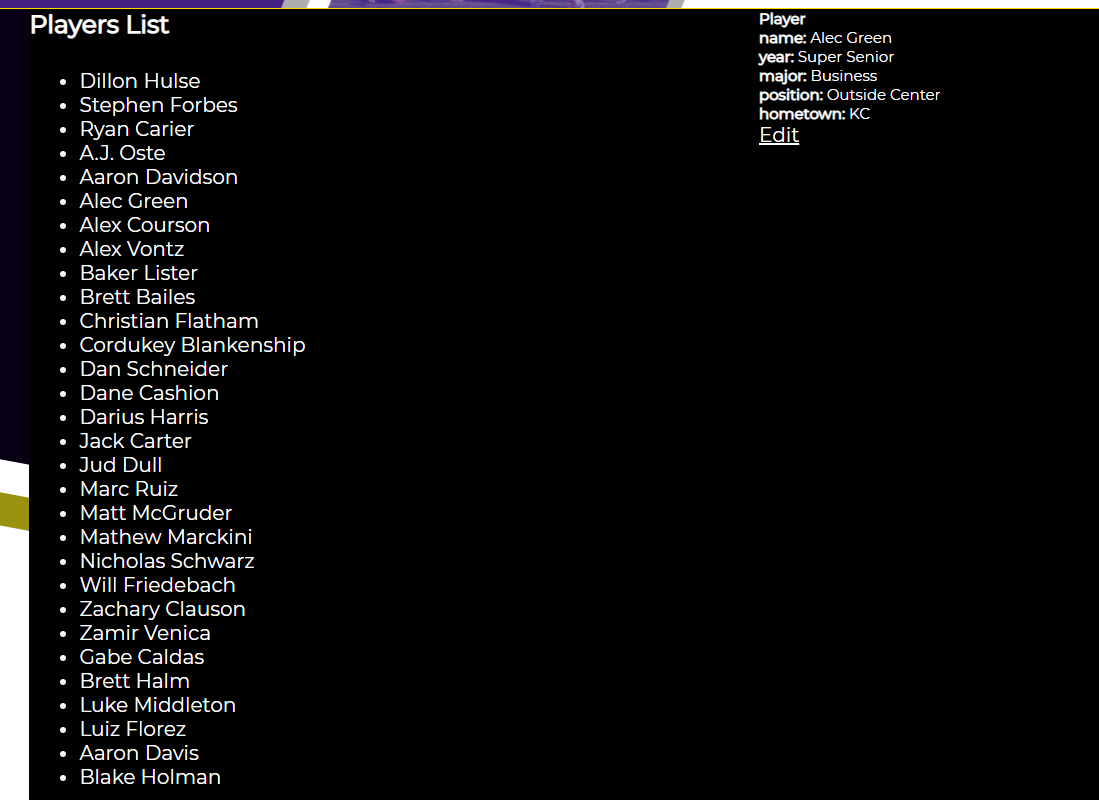 Players List
Dillon Hulse
Stephen Forbes
Ryan Carier
A.J. Oste
Aaron Davidson
Alec Green
Alex Courson
Alex Vontz
Baker Lister
Brett Bailes
Christian Flatham
Cordukey Blankenship
Dan Schneider
Dane Cashion
Darius Harris
Jack Carter
Jud Dull
Marc Ruiz
Matt McGruder
Mathew Marckini
Nicholas Schwarz
Will Friedebach
Zachary Clauson
Zamir Venica
Gabe Caldas
Brett Halm
Luke Middleton
Luiz Florez
Aaron Davis
Blake Holman
Player
name: Alec Green
year: Super Senior
major: Business
position: Outside Center
hometown: KC
Edit